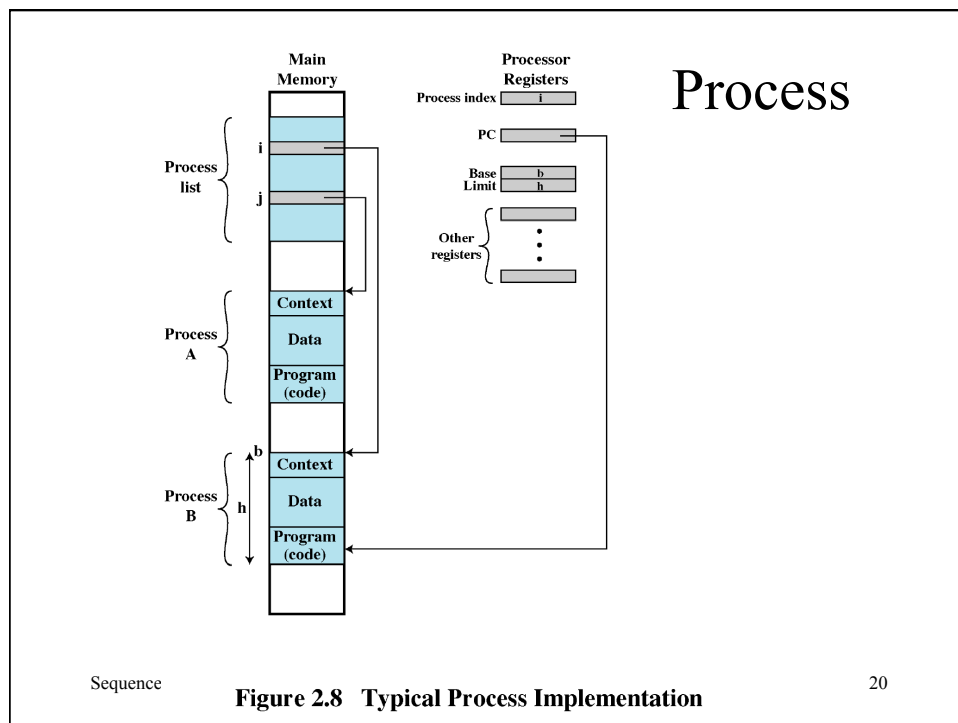 Process
Main
Memory
Processor
Registers
Process index
i
PC
Base
b
Limit
h
Other
registers
Process
list
i
j
Process
A
Context
Data
Program
(code)
Process
B
b
h
Context
Data
Program
(code)
Sequence
Figure 2.8 Typical Process Implementation
20